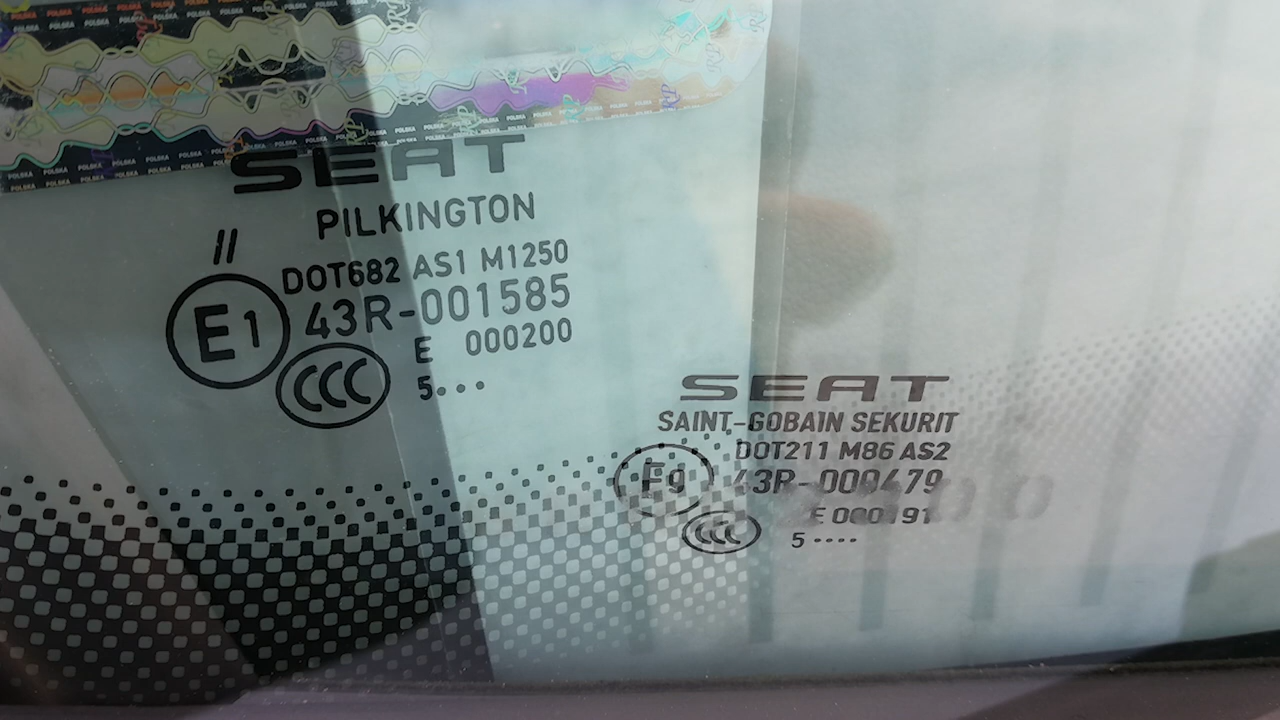 POLSKA POLSKA POLSKA POLSKA POLSKA POLSKA
SEAT
PILKINGTON
//
DOT682 AS1 M1250
E1 43R-001585
E 000200
CCC 5...
SEAT
SAINT-GOBAIN SEKURIT
DOT211 M86 AS2
E9 43R-000479
E 000191
CCC 5....